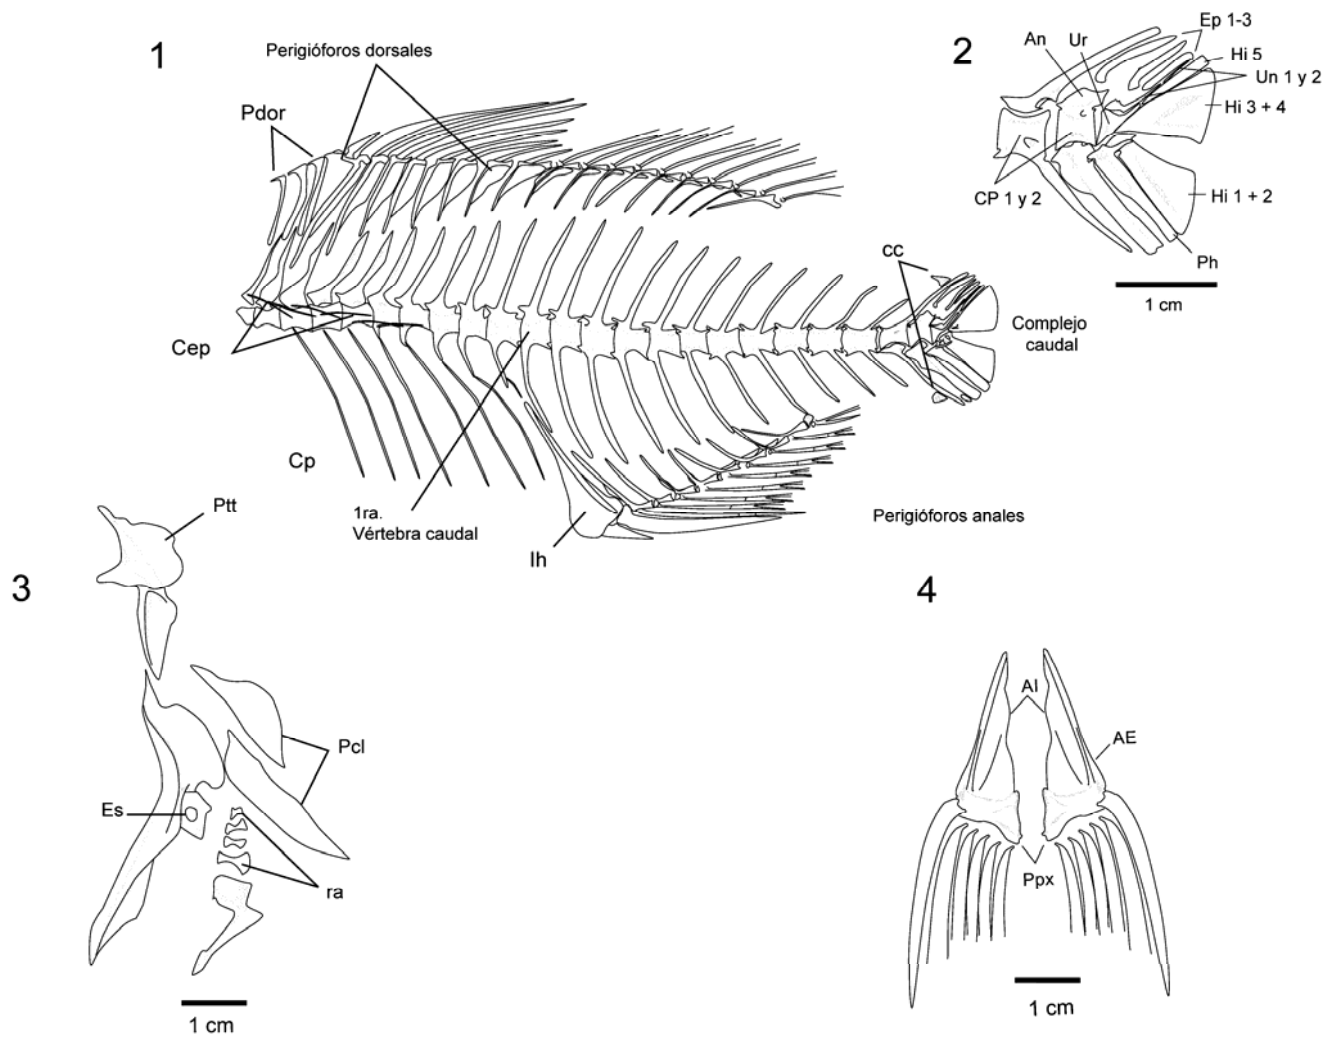 1
Perigióforos dorsales
Pdor
Cep
Cp
1ra.
Vértebra caudal
Ih
cc
Complejo
caudal
Perigióforos anales
2
An
Ur
Ep 1-3
Hi 5
Un 1 y 2
Hi 3 + 4
CP 1 y 2
Hi 1 + 2
Ph
1 cm
3
Ptt
Pcl
Es
ra
1 cm
4
AI
AE
Ppx
1 cm